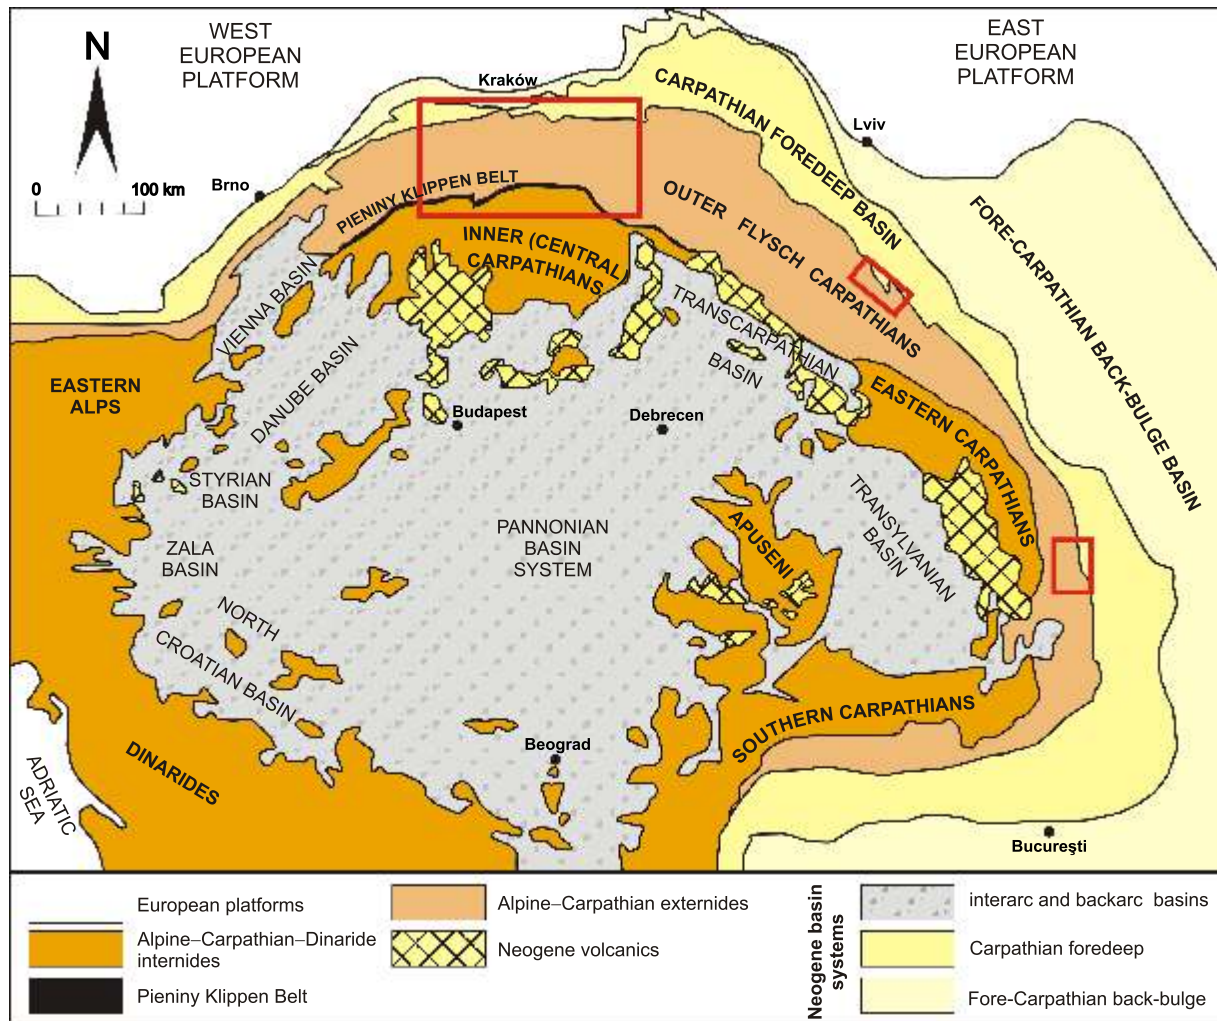 WEST
EUROPEAN
PLATFORM
EAST
EUROPEAN
PLATFORM
N
Kraków
CARPATHIAN FOREDEEP BASIN
Lviv
0
100 km
Brno
PIENINY KLIPPEN BELT
OUTER FLYSCH CARPATHIANS
FORE-CARPATHIAN BACK-BULGE BASIN
INNER (CENTRAL)
CARPATHIANS
VIENNA BASIN
TRANSCARPATHIAN
BASIN
DANUBE BASIN
EASTERN
ALPS
Budapest
Debrecen
EASTERN CARPATHIANS
STYRIAN
BASIN
ZALA
BASIN
PANNONIAN
BASIN
SYSTEM
APUSENI
TRANSYLVANIAN
BASIN
NORTH
CROATIAN BASIN
SOUTHERN CARPATHIANS
Beograd
DINARIDES
ADRIATIC
SEA
Bucureşti
European platforms
Alpine–Carpathian–Dinaride
internides
Pieniny Klippen Belt
Alpine–Carpathian externides
Neogene volcanics
Neogene basin
systems
interarc and backarc basins
Carpathian foredeep
Fore-Carpathian back-bulge